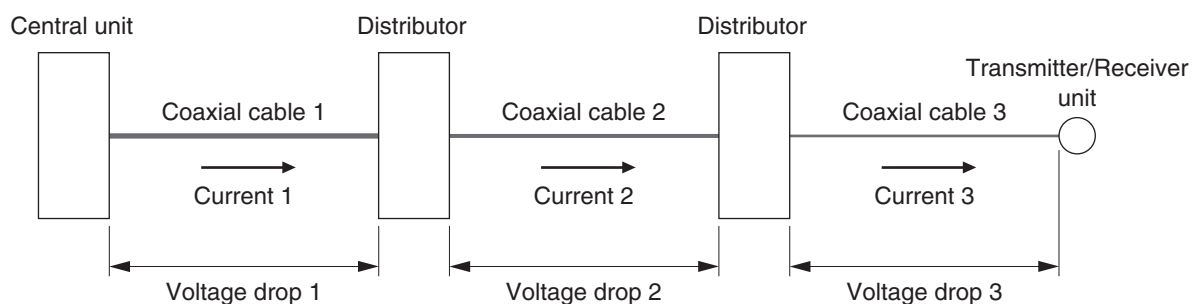 Central unit
Distributor
Distributor
Transmitter/Receiver
unit
Coaxial cable 1
Coaxial cable 2
Coaxial cable 3
Current 1
Current 2
Current 3
Voltage drop 1
Voltage drop 2
Voltage drop 3